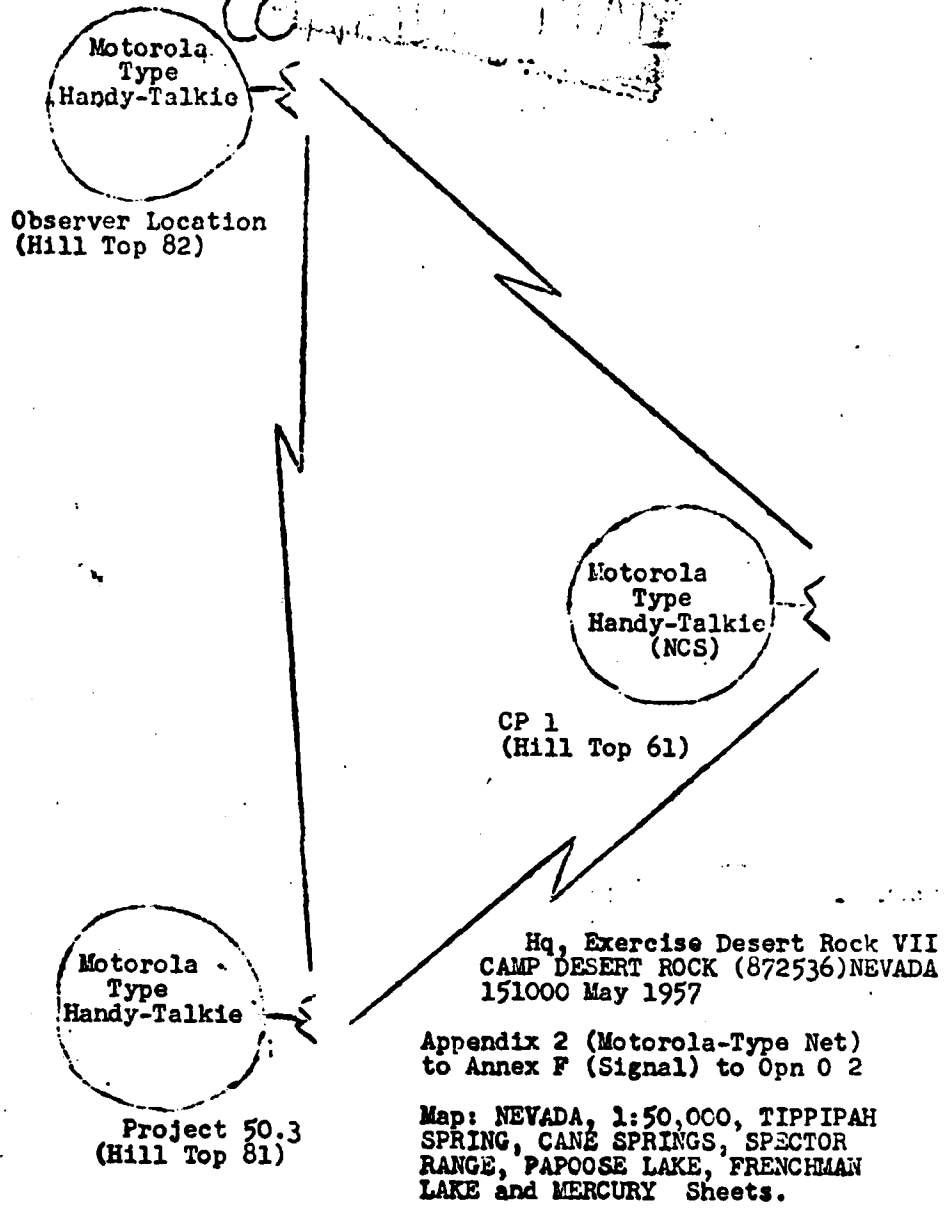 Motorola
Type
Handy-Talkie
Observer Location
(Hill Top 82)
Motorola
Type
Handy-Talkie
(NCS)
CP 1
(Hill Top 61)
Motorola
Type
Handy-Talkie
Project 50.3
(Hill Top 81)
Hq, Exercise Desert Rock VII
CAMP DESERT ROCK (872536)NEVADA
151000 May 1957
Appendix 2 (Motorola-Type Net)
to Annex F (Signal) to Opn O 2
Map: NEVADA, 1:50,000, TIPPIPAH
SPRING, CANE SPRINGS, SPECTOR
RANGE, PAPOOSE LAKE, FRENCHMAN
LAKE and MERCURY Sheets.